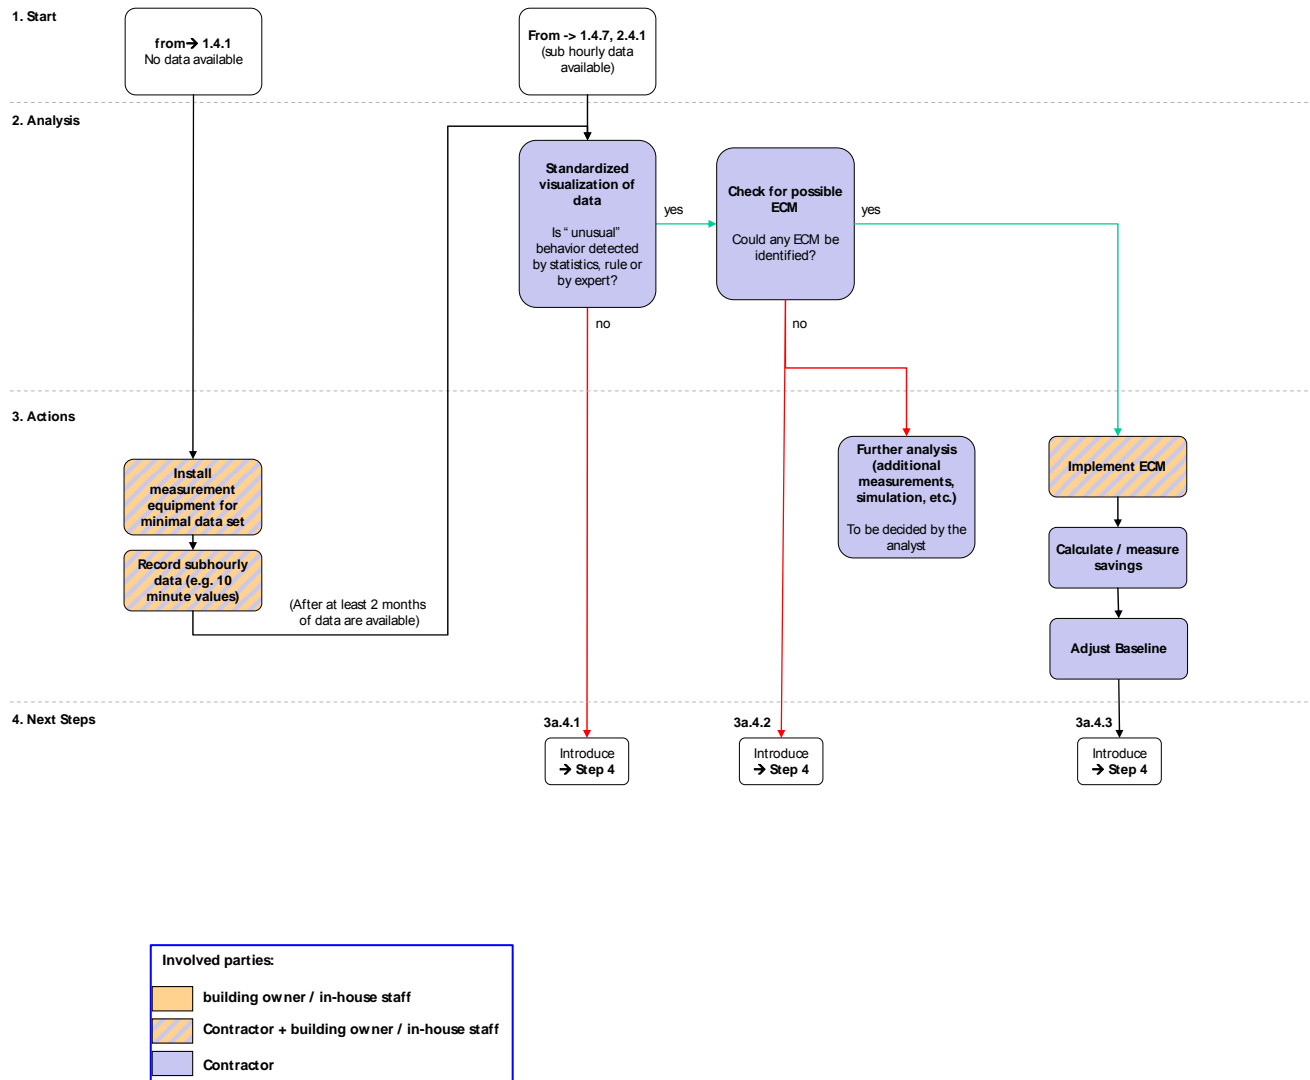 1. Start
from→ 1.4.1
No data available
From -> 1.4.7, 2.4.1
(sub hourly data
available)
2. Analysis
Standardized
visualization of
data
Is “ unusual”
behavior detected
by statistics, rule or
by expert?
yes
no
Check for possible
ECM
Could any ECM be
identified?
yes
no
3. Actions
Install
measurement
equipment for
minimal data set
Record subhourly
data (e.g. 10
minute values)
(After at least 2 months
of data are available)
Further analysis
(additional
measurements,
simulation, etc.)
To be decided by the
analyst
Implement ECM
Calculate / measure
savings
Adjust Baseline
4. Next Steps
3a.4.1
Introduce
→ Step 4
3a.4.2
Introduce
→ Step 4
3a.4.3
Introduce
→ Step 4
Involved parties:
building owner / in-house staff
Contractor + building owner / in-house staff
Contractor